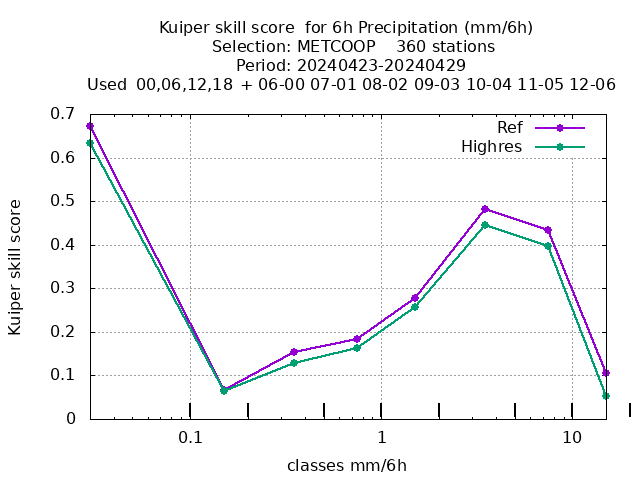 Kuiper skill score  for 6h Precipitation (mm/6h)
Selection: METCOOP    360 stations
Period: 20240423-20240429
Used  00,06,12,18 + 06-00 07-01 08-02 09-03 10-04 11-05 12-06
Ref
Highres
0.7
0.6
0.5
0.4
0.3
0.2
0.1
0
Kuiper skill score
0.1 1 10
classes mm/6h